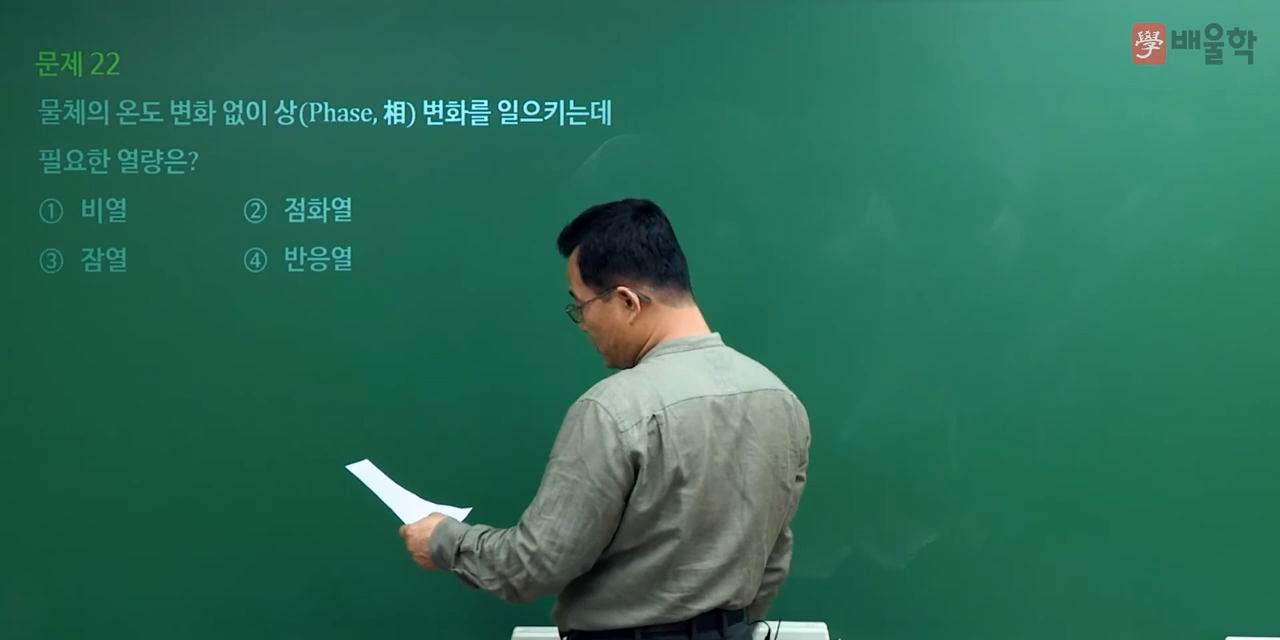 學 배울학
문제 22
물체의 온도 변화 없이 상(Phase, 相) 변화를 일으키는데
필요한 열량은?
① 비열 ② 점화열
③ 잠열 ④ 반응열